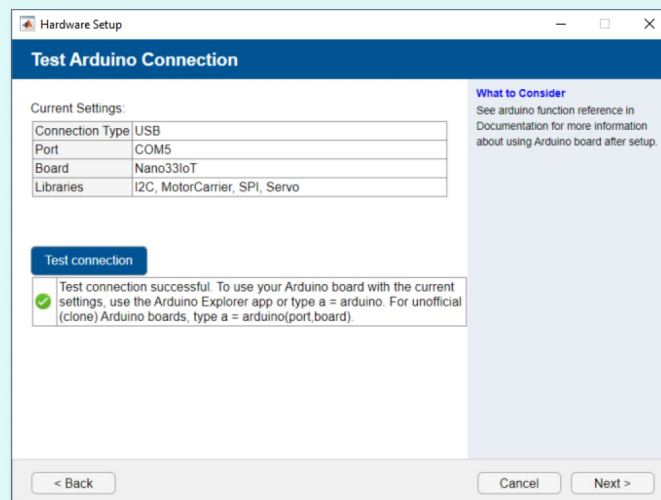 Hardware Setup
Test Arduino Connection
Current Settings:
Connection Type USB
Port COM5
Board Nano33IoT
Libraries I2C, MotorCarrier, SPI, Servo
Test connection
Test connection successful. To use your Arduino board with the current
settings, use the Arduino Explorer app or type a = arduino. For unofficial
(clone) Arduino boards, type a = arduino(port,board).
What to Consider
See arduino function reference in
Documentation for more information
about using Arduino board after setup.
< Back
Cancel
Next >